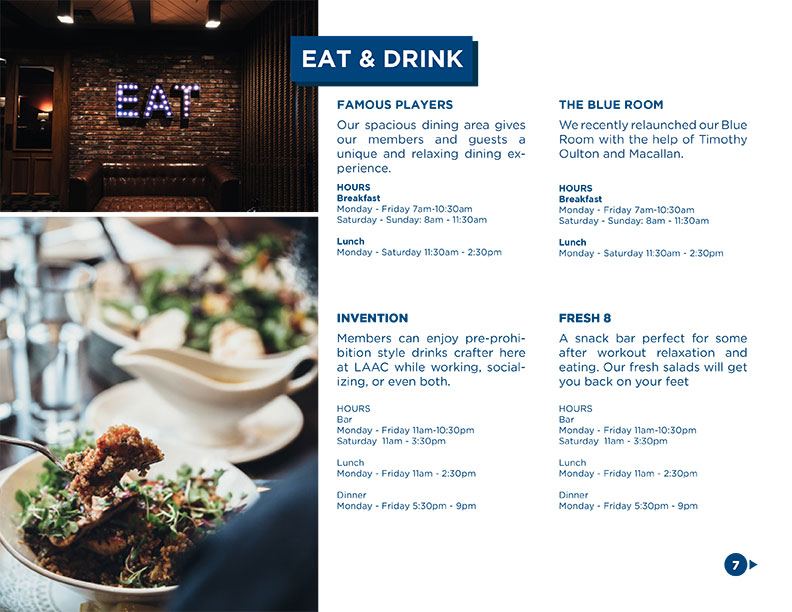 EAT
EAT & DRINK
FAMOUS PLAYERS
Our spacious dining area gives
our members and guests a
unique and relaxing dining ex-
perience.
HOURS
Breakfast
Monday - Friday 7am-10:30am
Saturday - Sunday: 8am - 11:30am
Lunch
Monday - Saturday 11:30am - 2:30pm
THE BLUE ROOM
We recently relaunched our Blue
Room with the help of Timothy
Oulton and Macallan.
HOURS
Breakfast
Monday - Friday 7am-10:30am
Saturday - Sunday: 8am - 11:30am
Lunch
Monday - Saturday 11:30am - 2:30pm
INVENTION
Members can enjoy pre-prohi-
bition style drinks crafter here
at LAAC while working, social-
izing, or even both.
HOURS
Bar
Monday - Friday 11am-10:30pm
Saturday 11am - 3:30pm
Lunch
Monday - Friday 11am - 2:30pm
Dinner
Monday - Friday 5:30pm - 9pm
FRESH 8
A snack bar perfect for some
after workout relaxation and
eating. Our fresh salads will get
you back on your feet
HOURS
Bar
Monday - Friday 11am-10:30pm
Saturday 11am - 3:30pm
Lunch
Monday - Friday 11am - 2:30pm
Dinner
Monday - Friday 5:30pm - 9pm
7